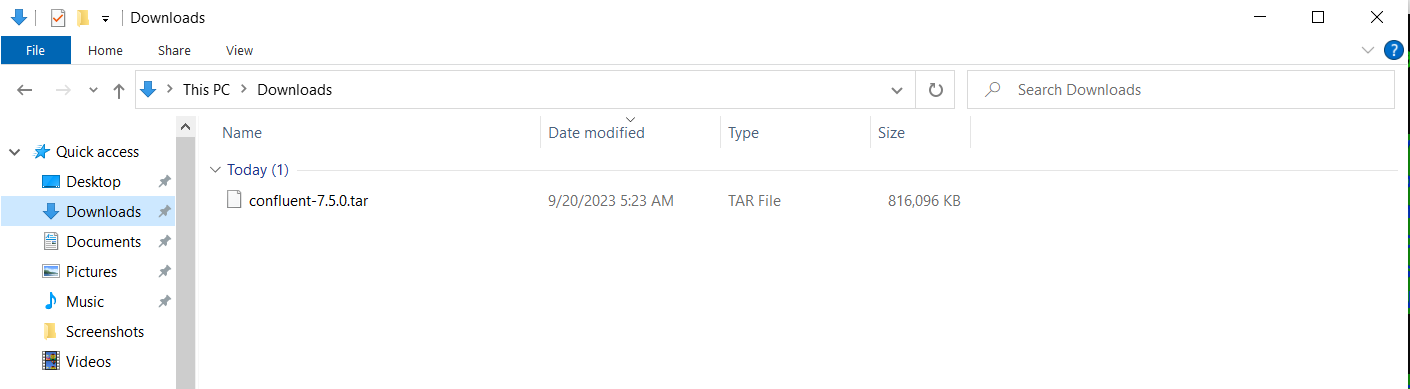 Downloads
File Home Share View
This PC Downloads
Search Downloads
Name Date modified Type Size
Quick access
Today (1)
Desktop
confluent-7.5.0.tar 9/20/2023 5:23 AM TAR File 816,096 KB
Downloads
Documents
Pictures
Music
Screenshots
Videos